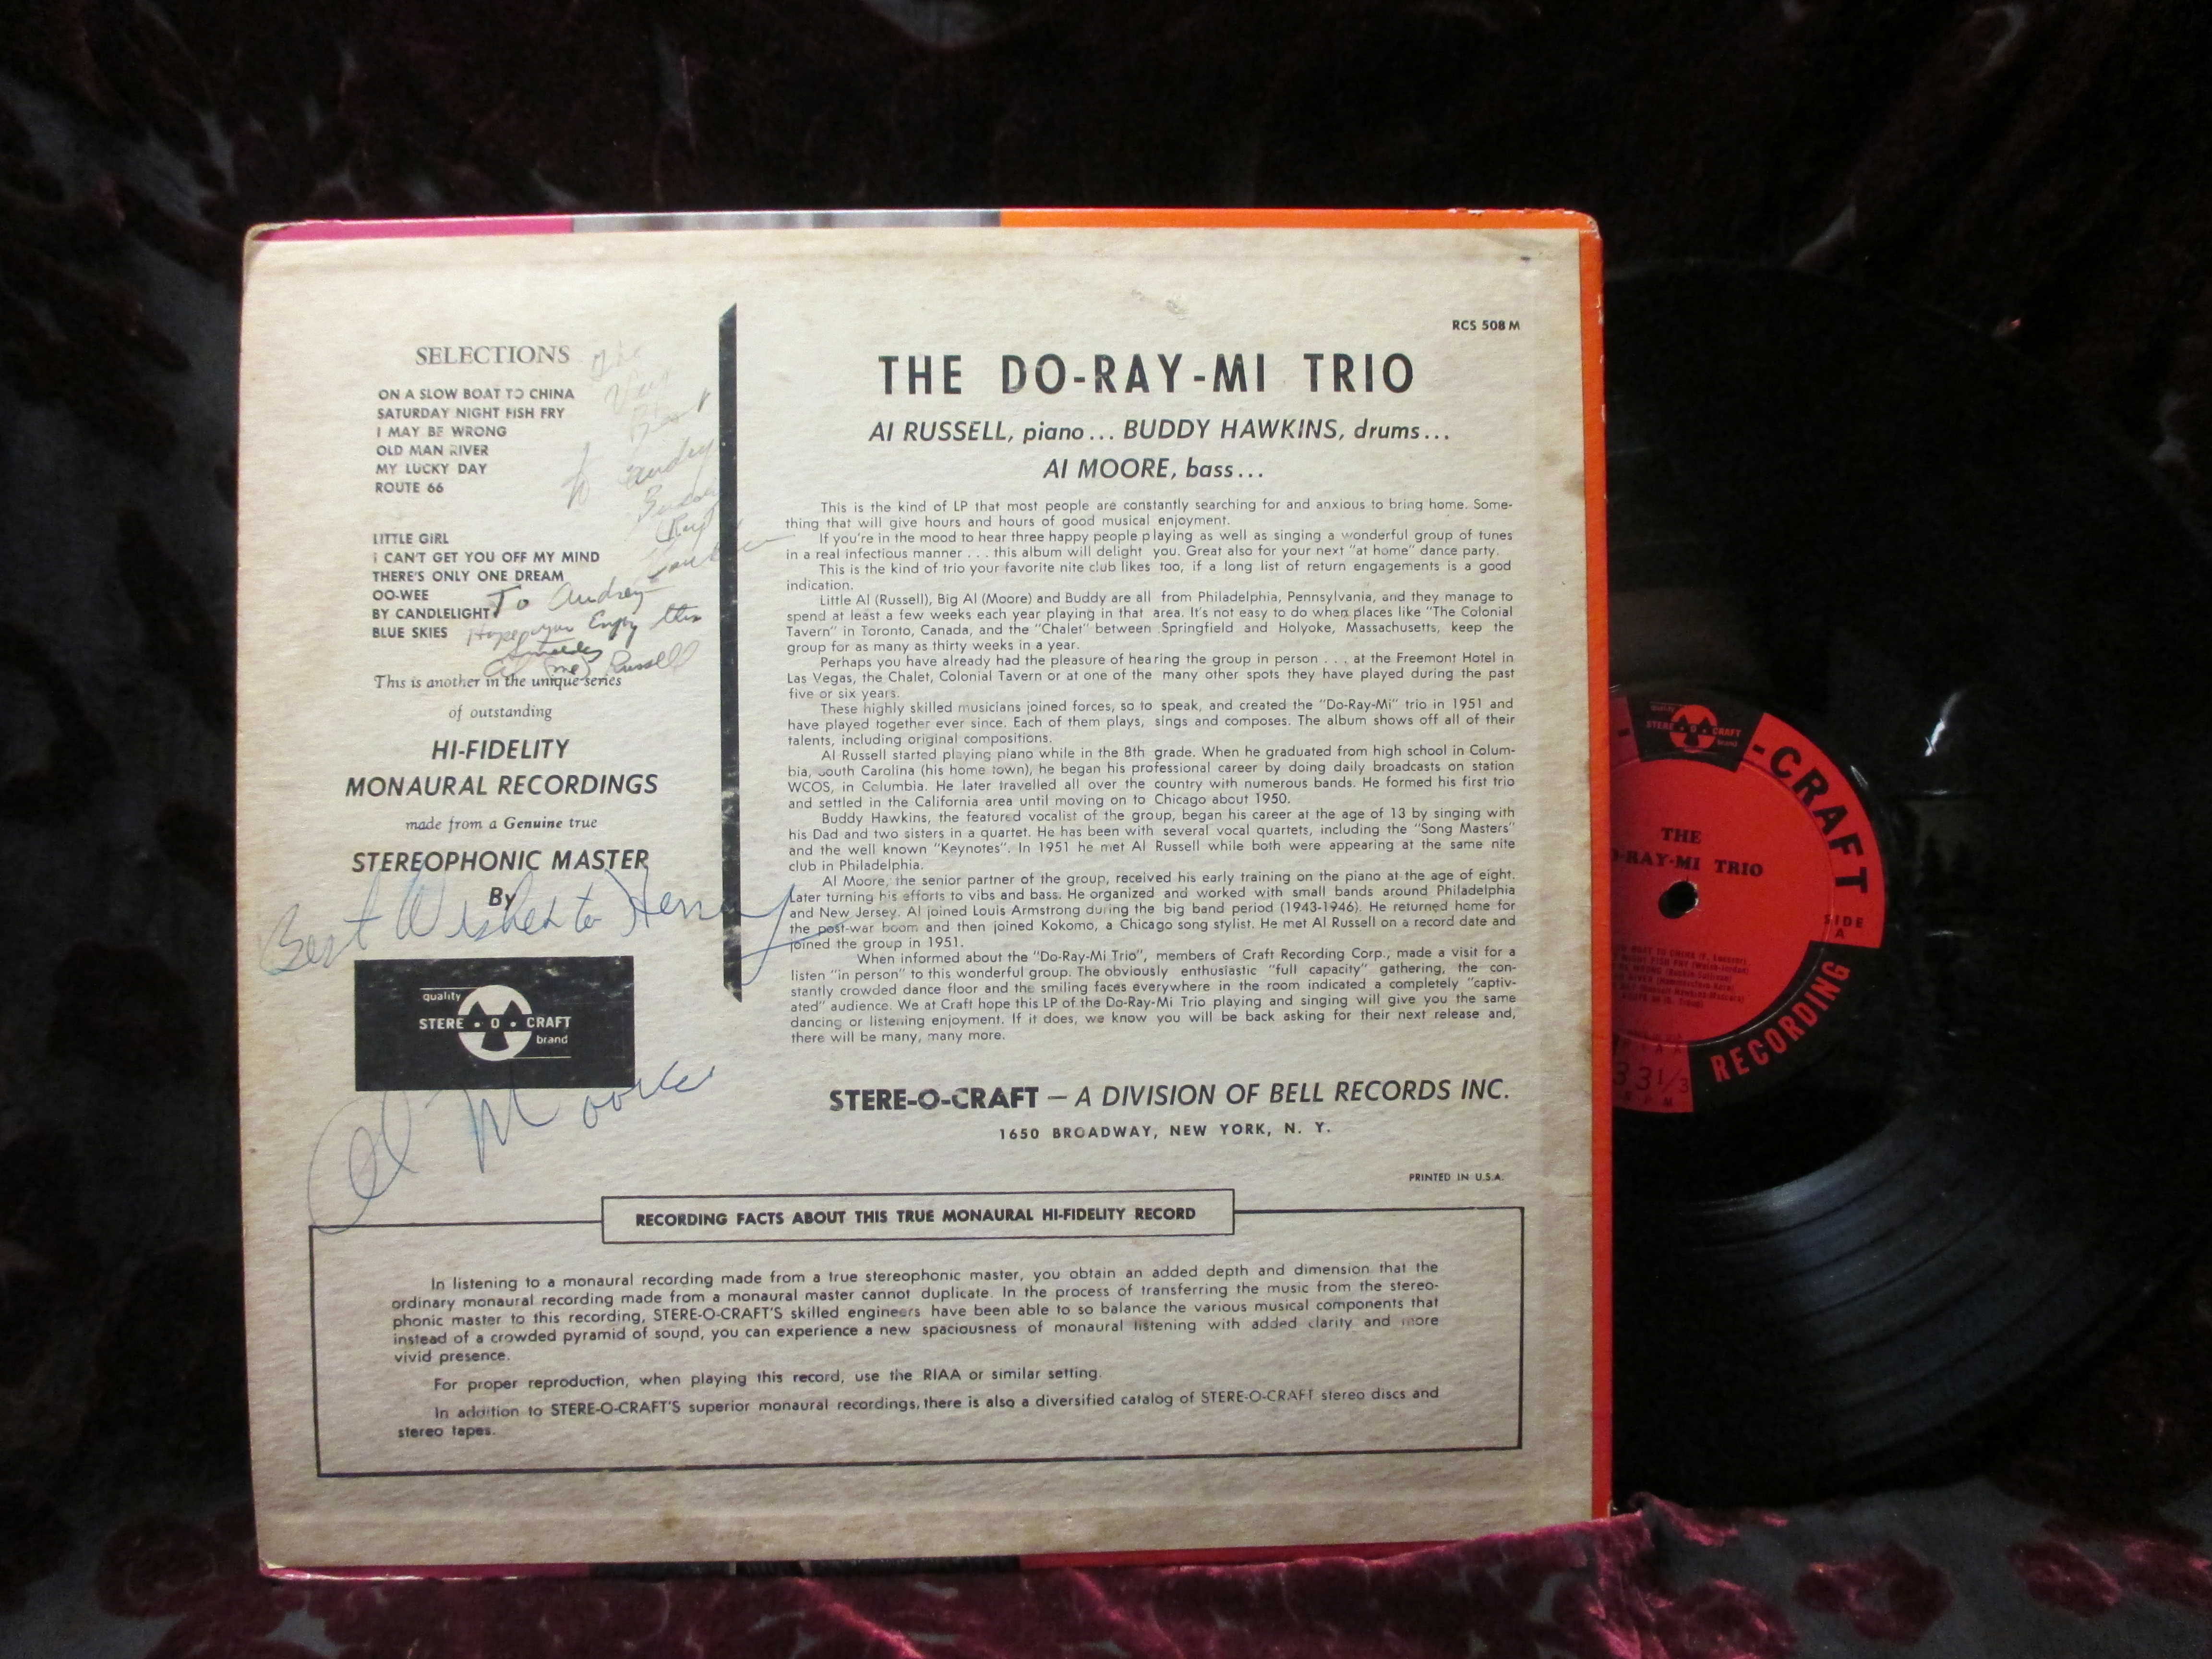 SELECTIONS
ON A SLOW BOAT TO CHINA
SATURDAY NIGHT FISH FRY
I MAY BE WRONG
OLD MAN RIVER
MY LUCKY DAY
ROUTE 66
LITTLE GIRL
I CAN'T GET YOU OFF MY MIND
THERE'S ONLY ONE DREAM
OO-WEE
BY CANDLELIGHT
BLUE SKIES
The
Very
Best
to Audrey
Buddy
Hawkins
To Audrey
Hope you Enjoy this
Al (me) Russell
This is another in the unique series
of outstanding
HI-FIDELITY
MONAURAL RECORDINGS
made from a Genuine true
STEREOPHONIC MASTER
By
Best Wishes to Henry
quality
STERE • O • CRAFT
brand
Al Moore
RCS 508 M
THE DO-RAY-MI TRIO
Al RUSSELL, piano... BUDDY HAWKINS, drums...
Al MOORE, bass...
This is the kind of LP that most people are constantly searching for and anxious to bring home. Some-
thing that will give hours and hours of good musical enjoyment.
If you're in the mood to hear three happy people playing as well as singing a wonderful group of tunes
in a real infectious manner . . . this album will delight you. Great also for your next "at home" dance party.
This is the kind of trio your favorite nite club likes too, if a long list of return engagements is a good
indication.
Little Al (Russell), Big Al (Moore) and Buddy are all from Philadelphia, Pennsylvania, and they manage to
spend at least a few weeks each year playing in that area. It's not easy to do when places like "The Colonial
Tavern" in Toronto, Canada, and the "Chalet" between Springfield and Holyoke, Massachusetts, keep the
group for as many as thirty weeks in a year.
Perhaps you have already had the pleasure of hearing the group in person . . . at the Freemont Hotel in
Las Vegas, the Chalet, Colonial Tavern or at one of the many other spots they have played during the past
five or six years.
These highly skilled musicians joined forces, so to speak, and created the "Do-Ray-Mi" trio in 1951 and
have played together ever since. Each of them plays, sings and composes. The album shows off all of their
talents, including original compositions.
Al Russell started playing piano while in the 8th grade. When he graduated from high school in Colum-
bia, South Carolina (his home town), he began his professional career by doing daily broadcasts on station
WCOS, in Columbia. He later travelled all over the country with numerous bands. He formed his first trio
and settled in the California area until moving on to Chicago about 1950.
Buddy Hawkins, the featured vocalist of the group, began his career at the age of 13 by singing with
his Dad and two sisters in a quartet. He has been with several vocal quartets, including the "Song Masters"
and the well known "Keynotes". In 1951 he met Al Russell while both were appearing at the same nite
club in Philadelphia.
Al Moore, the senior partner of the group, received his early training on the piano at the age of eight.
Later turning his efforts to vibs and bass. He organized and worked with small bands around Philadelphia
and New Jersey. Al joined Louis Armstrong during the big band period (1943-1946). He returned home for
the post-war boom and then joined Kokomo, a Chicago song stylist. He met Al Russell on a record date and
joined the group in 1951.
When informed about the "Do-Ray-Mi Trio", members of Craft Recording Corp., made a visit for a
listen "in person" to this wonderful group. The obviously enthusiastic "full capacity" gathering, the con-
stantly crowded dance floor and the smiling faces everywhere in the room indicated a completely "captiv-
ated" audience. We at Craft hope this LP of the Do-Ray-Mi Trio playing and singing will give you the same
dancing or listening enjoyment. If it does, we know you will be back asking for their next release and,
there will be many, many more.
STERE-O-CRAFT — A DIVISION OF BELL RECORDS INC.
1650 BROADWAY, NEW YORK, N. Y.
PRINTED IN U.S.A.
RECORDING FACTS ABOUT THIS TRUE MONAURAL HI-FIDELITY RECORD
In listening to a monaural recording made from a true stereophonic master, you obtain an added depth and dimension that the
ordinary monaural recording made from a monaural master cannot duplicate. In the process of transferring the music from the stereo-
phonic master to this recording, STERE-O-CRAFT'S skilled engineers have been able to so balance the various musical components that
instead of a crowded pyramid of sound, you can experience a new spaciousness of monaural listening with added clarity and more
vivid presence.
For proper reproduction, when playing this record, use the RIAA or similar setting.
In addition to STERE-O-CRAFT'S superior monaural recordings, there is also a diversified catalog of STERE-O-CRAFT stereo discs and
stereo tapes.
quality
STERE O CRAFT
brand
-CRAFT
THE
-RAY-MI TRIO
SIDE
A
RECORDING
33 1/3